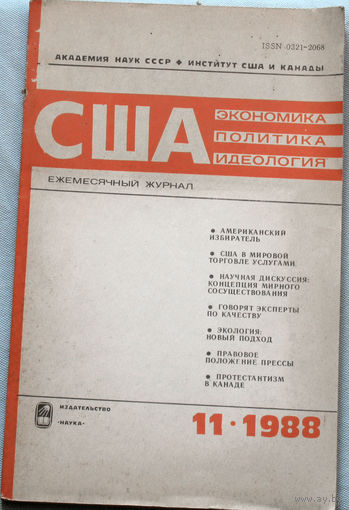 ISSN 0321-2068
АКАДЕМИЯ НАУК СССР ◆ ИНСТИТУТ США И КАНАДЫ
США
ЭКОНОМИКА
ПОЛИТИКА
ИДЕОЛОГИЯ
ЕЖЕМЕСЯЧНЫЙ ЖУРНАЛ
● АМЕРИКАНСКИЙ
ИЗБИРАТЕЛЬ
● США В МИРОВОЙ
ТОРГОВЛЕ УСЛУГАМИ
● НАУЧНАЯ ДИСКУССИЯ:
КОНЦЕПЦИЯ МИРНОГО
СОСУЩЕСТВОВАНИЯ
● ГОВОРЯТ ЭКСПЕРТЫ
ПО КАЧЕСТВУ
● ЭКОЛОГИЯ:
НОВЫЙ ПОДХОД
● ПРАВОВОЕ
ПОЛОЖЕНИЕ ПРЕССЫ
● ПРОТЕСТАНТИЗМ
В КАНАДЕ
ИЗДАТЕЛЬСТВО
«НАУКА»
11 · 1988
ay.by